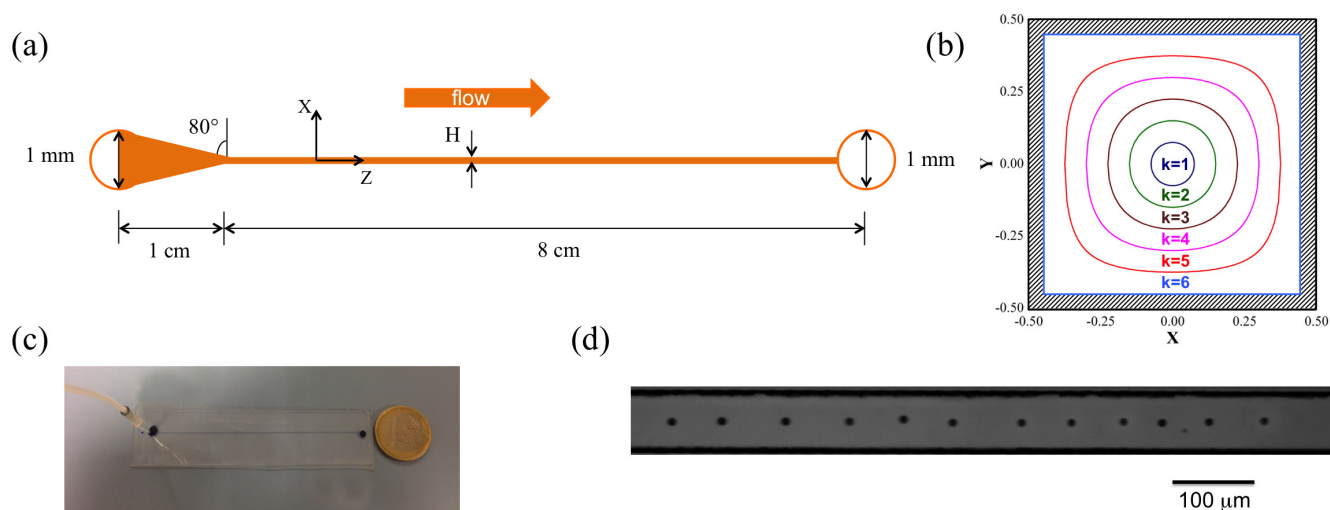 (a)
flow
X
80°
H
1 mm
1 mm
Z
1 cm
8 cm
(b)
0.50
0.25
0.00
-0.25
-0.50
Y
k=1
k=2
k=3
k=4
k=5
k=6
-0.50 -0.25 0.00 0.25 0.50
X
(c)
(d)
100 μm